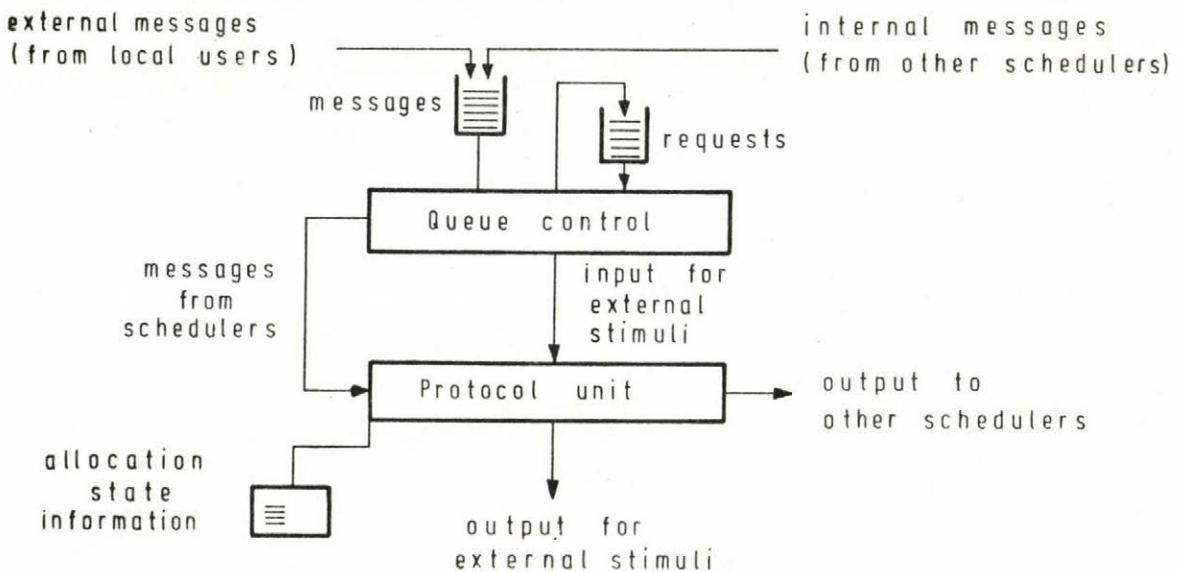 external messages
(from local users)
internal messages
(from other schedulers)
messages
requests
Queue control
messages
from
schedulers
input for
external
stimuli
Protocol unit
output to
other schedulers
allocation
state
information
output for
external stimuli